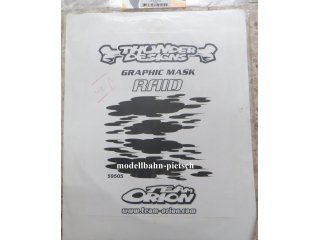 THUNDER
DESIGNS
GRAPHIC MASK
RAID
modellbahn-pietsch
59505
TEAM
ORION
www.team-orion.com